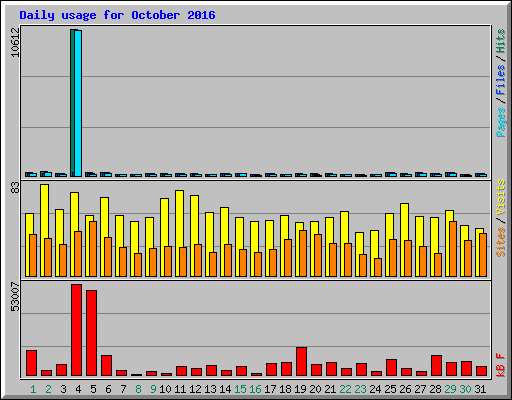 Daily usage for October 2016
10612
Pages/Files/Hits
83
Sites/Visits
53007
kB F
1 2 3 4 5 6 7 8 9 10 11 12 13 14 15 16 17 18 19 20 21 22 23 24 25 26 27 28 29 30 31